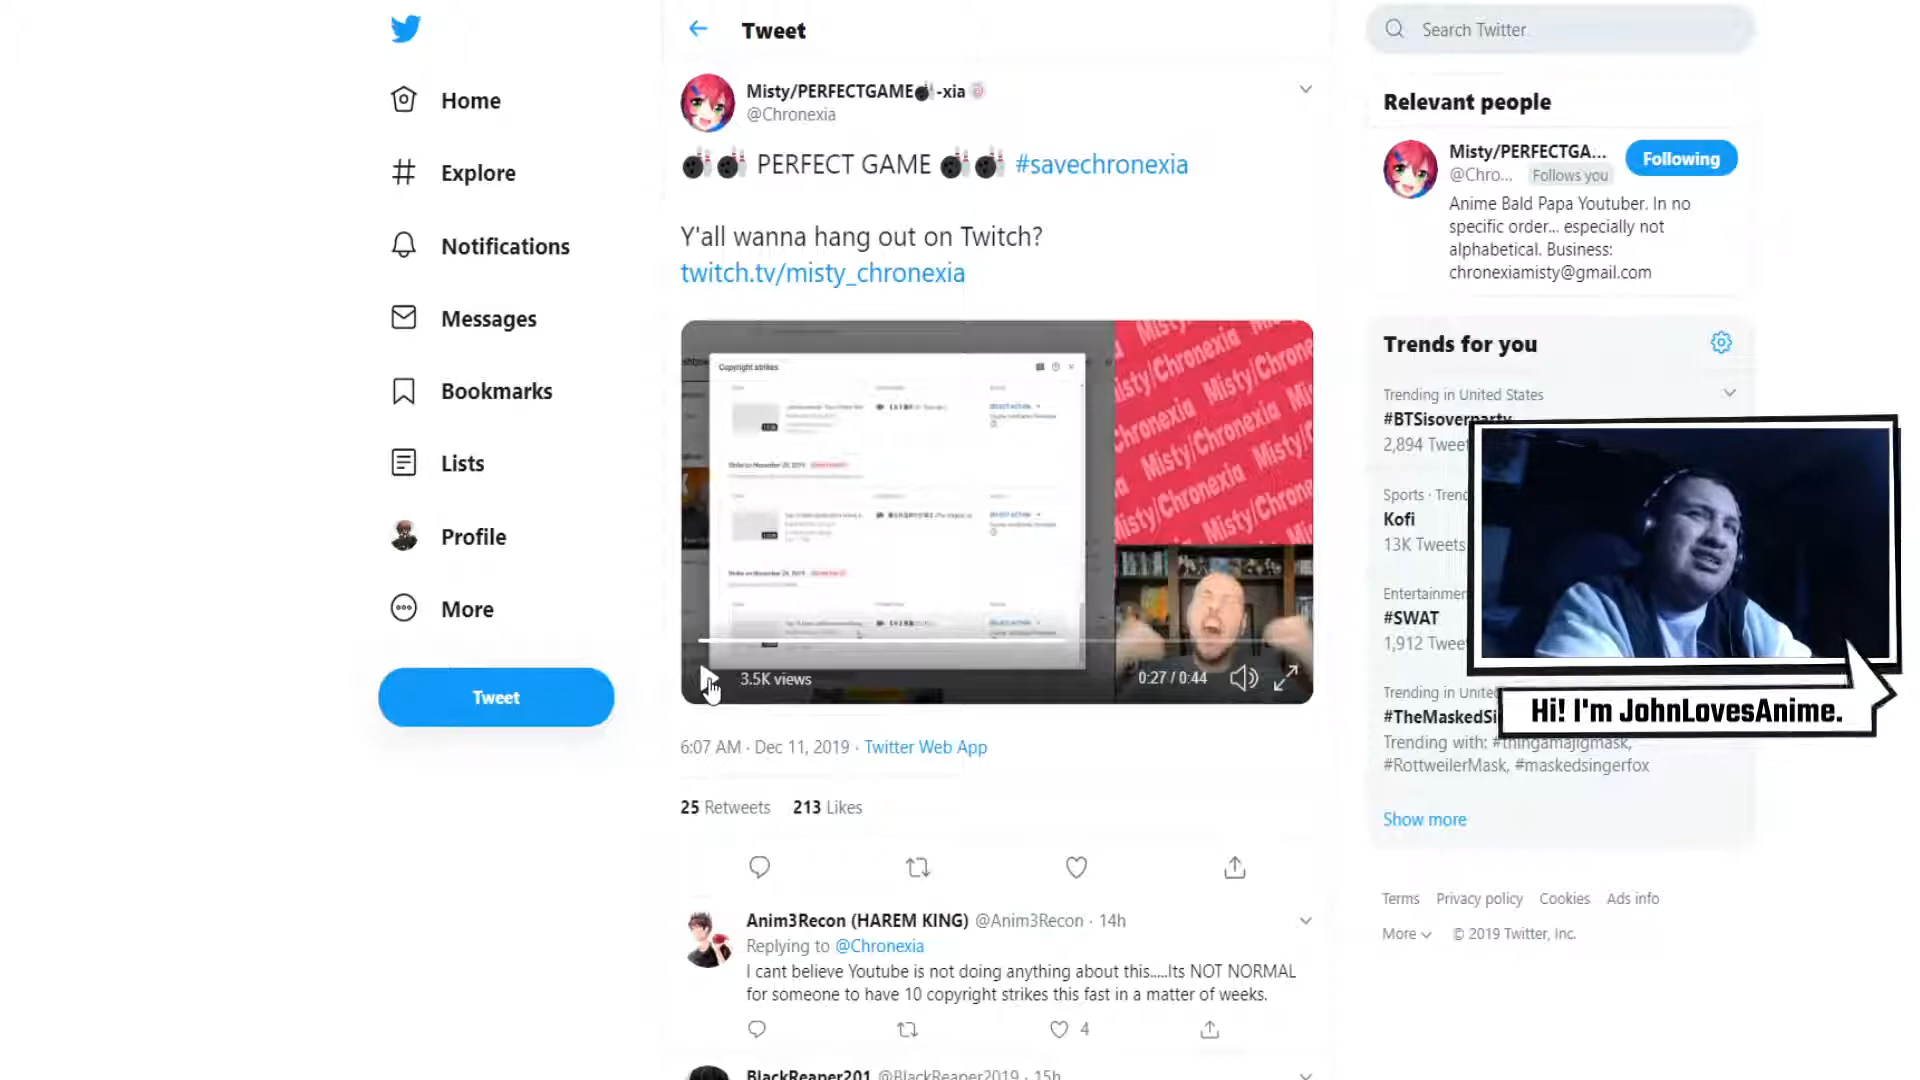 Home
Explore
Notifications
Messages
Bookmarks
Lists
Profile
More
Tweet
Tweet
Misty/PERFECTGAME🎳-xia🍥
@Chronexia
🎳🎳 PERFECT GAME 🎳🎳 #savechronexia
Y'all wanna hang out on Twitch?
twitch.tv/misty_chronexia
Copyright strikes
Misty/Chronexia Misty/Chronexia
3.5K views
0:27 / 0:44
6:07 AM · Dec 11, 2019 · Twitter Web App
25 Retweets 213 Likes
Anim3Recon (HAREM KING) @Anim3Recon · 14h
Replying to @Chronexia
I cant believe Youtube is not doing anything about this.....Its NOT NORMAL
for someone to have 10 copyright strikes this fast in a matter of weeks.
4
BlackReaper201 @BlackReaper2019 · 15h
Search Twitter
Relevant people
Misty/PERFECTGA...
@Chro... Follows you
Following
Anime Bald Papa Youtuber. In no
specific order... especially not
alphabetical. Business:
chronexiamisty@gmail.com
Trends for you
Trending in United States
#BTSisoverparty
2,894 Tweet
Sports · Trend
Kofi
13K Tweets
Entertainmen
#SWAT
1,912 Twee
Trending in Unite
#TheMaskedSi
Trending with: #thingamajigmask,
#RottweilerMask, #maskedsingerfox
Show more
Hi! I'm JohnLovesAnime.
Terms Privacy policy Cookies Ads info
More © 2019 Twitter, Inc.